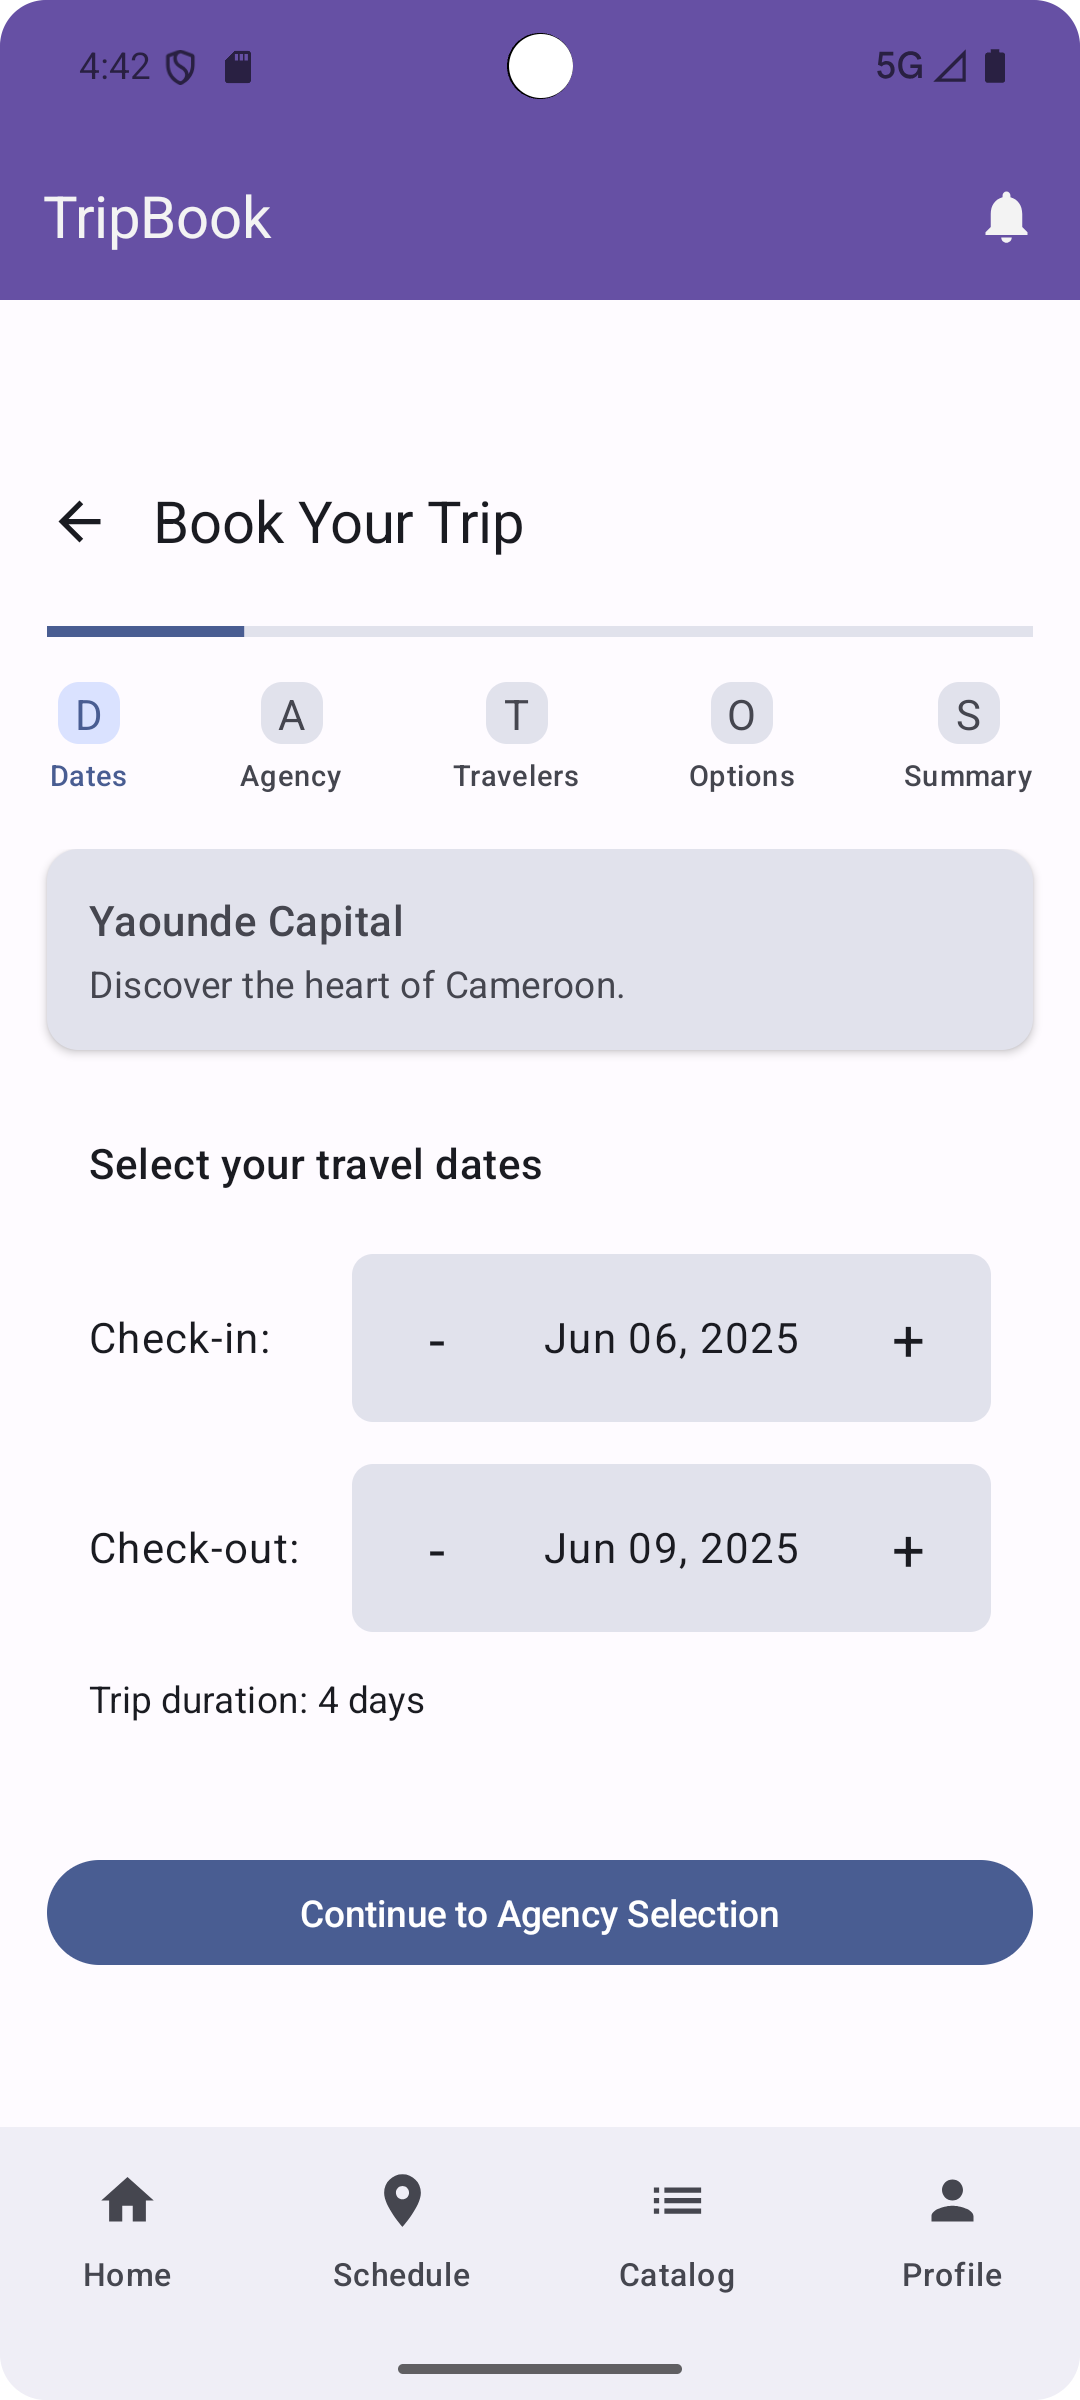 4:42
5G
TripBook
Book Your Trip
D A T O S
Dates Agency Travelers Options Summary
Yaounde Capital
Discover the heart of Cameroon.
Select your travel dates
Check-in: - Jun 06, 2025 +
Check-out: - Jun 09, 2025 +
Trip duration: 4 days
Continue to Agency Selection
Home Schedule Catalog Profile